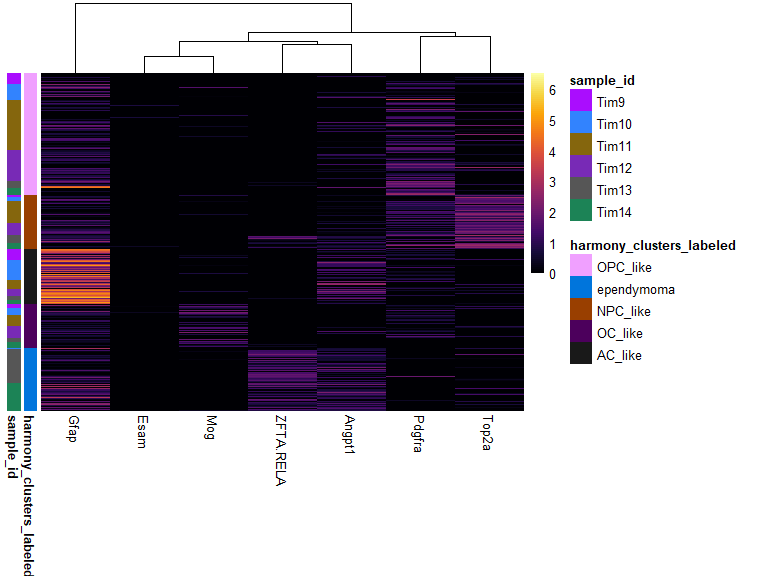 6
5
4
3
2
1
0
sample_id
Tim9
Tim10
Tim11
Tim12
Tim13
Tim14
harmony_clusters_labeled
OPC_like
ependymoma
NPC_like
OC_like
AC_like
sample_id
harmony_clusters_labeled
Gfap
Esam
Mog
ZFTA.RELA
Angpt1
Pdgfra
Top2a